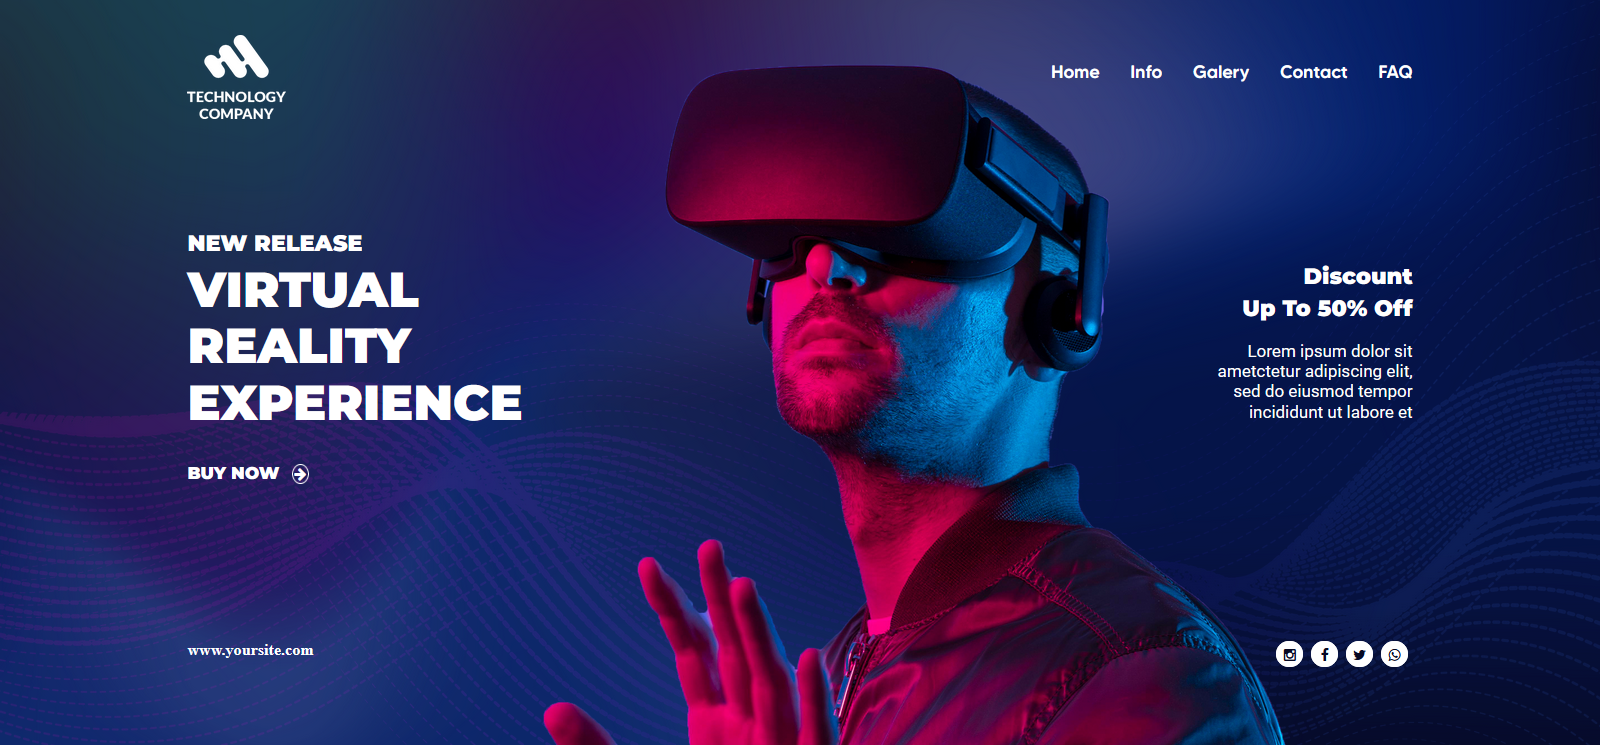 TECHNOLOGY
COMPANY
Home Info Galery Contact FAQ
NEW RELEASE
VIRTUAL
REALITY
EXPERIENCE
BUY NOW
Discount
Up To 50% Off
Lorem ipsum dolor sit
ametctetur adipiscing elit,
sed do eiusmod tempor
incididunt ut labore et
www.yoursite.com